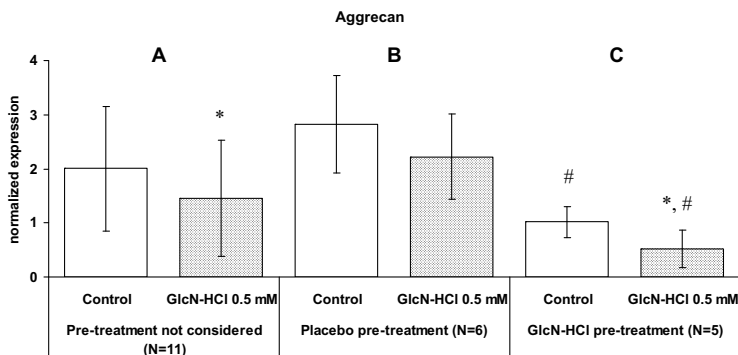 Aggrecan
A B C
normalized expression
4
3
2
1
0
*
#
*, #
Control GlcN-HCl 0.5 mM Control GlcN-HCl 0.5 mM Control GlcN-HCl 0.5 mM
Pre-treatment not considered
(N=11)
Placebo pre-treatment (N=6)
GlcN-HCl pre-treatment (N=5)